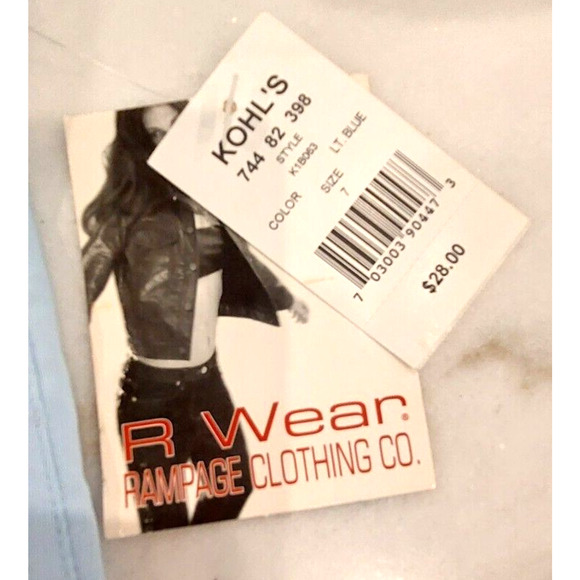 KOHL'S
744 82 398
STYLE
K1B063
COLOR
LT. BLUE
SIZE
7
7 03003 90447 3
$28.00
R Wear®
RAMPAGE CLOTHING CO.